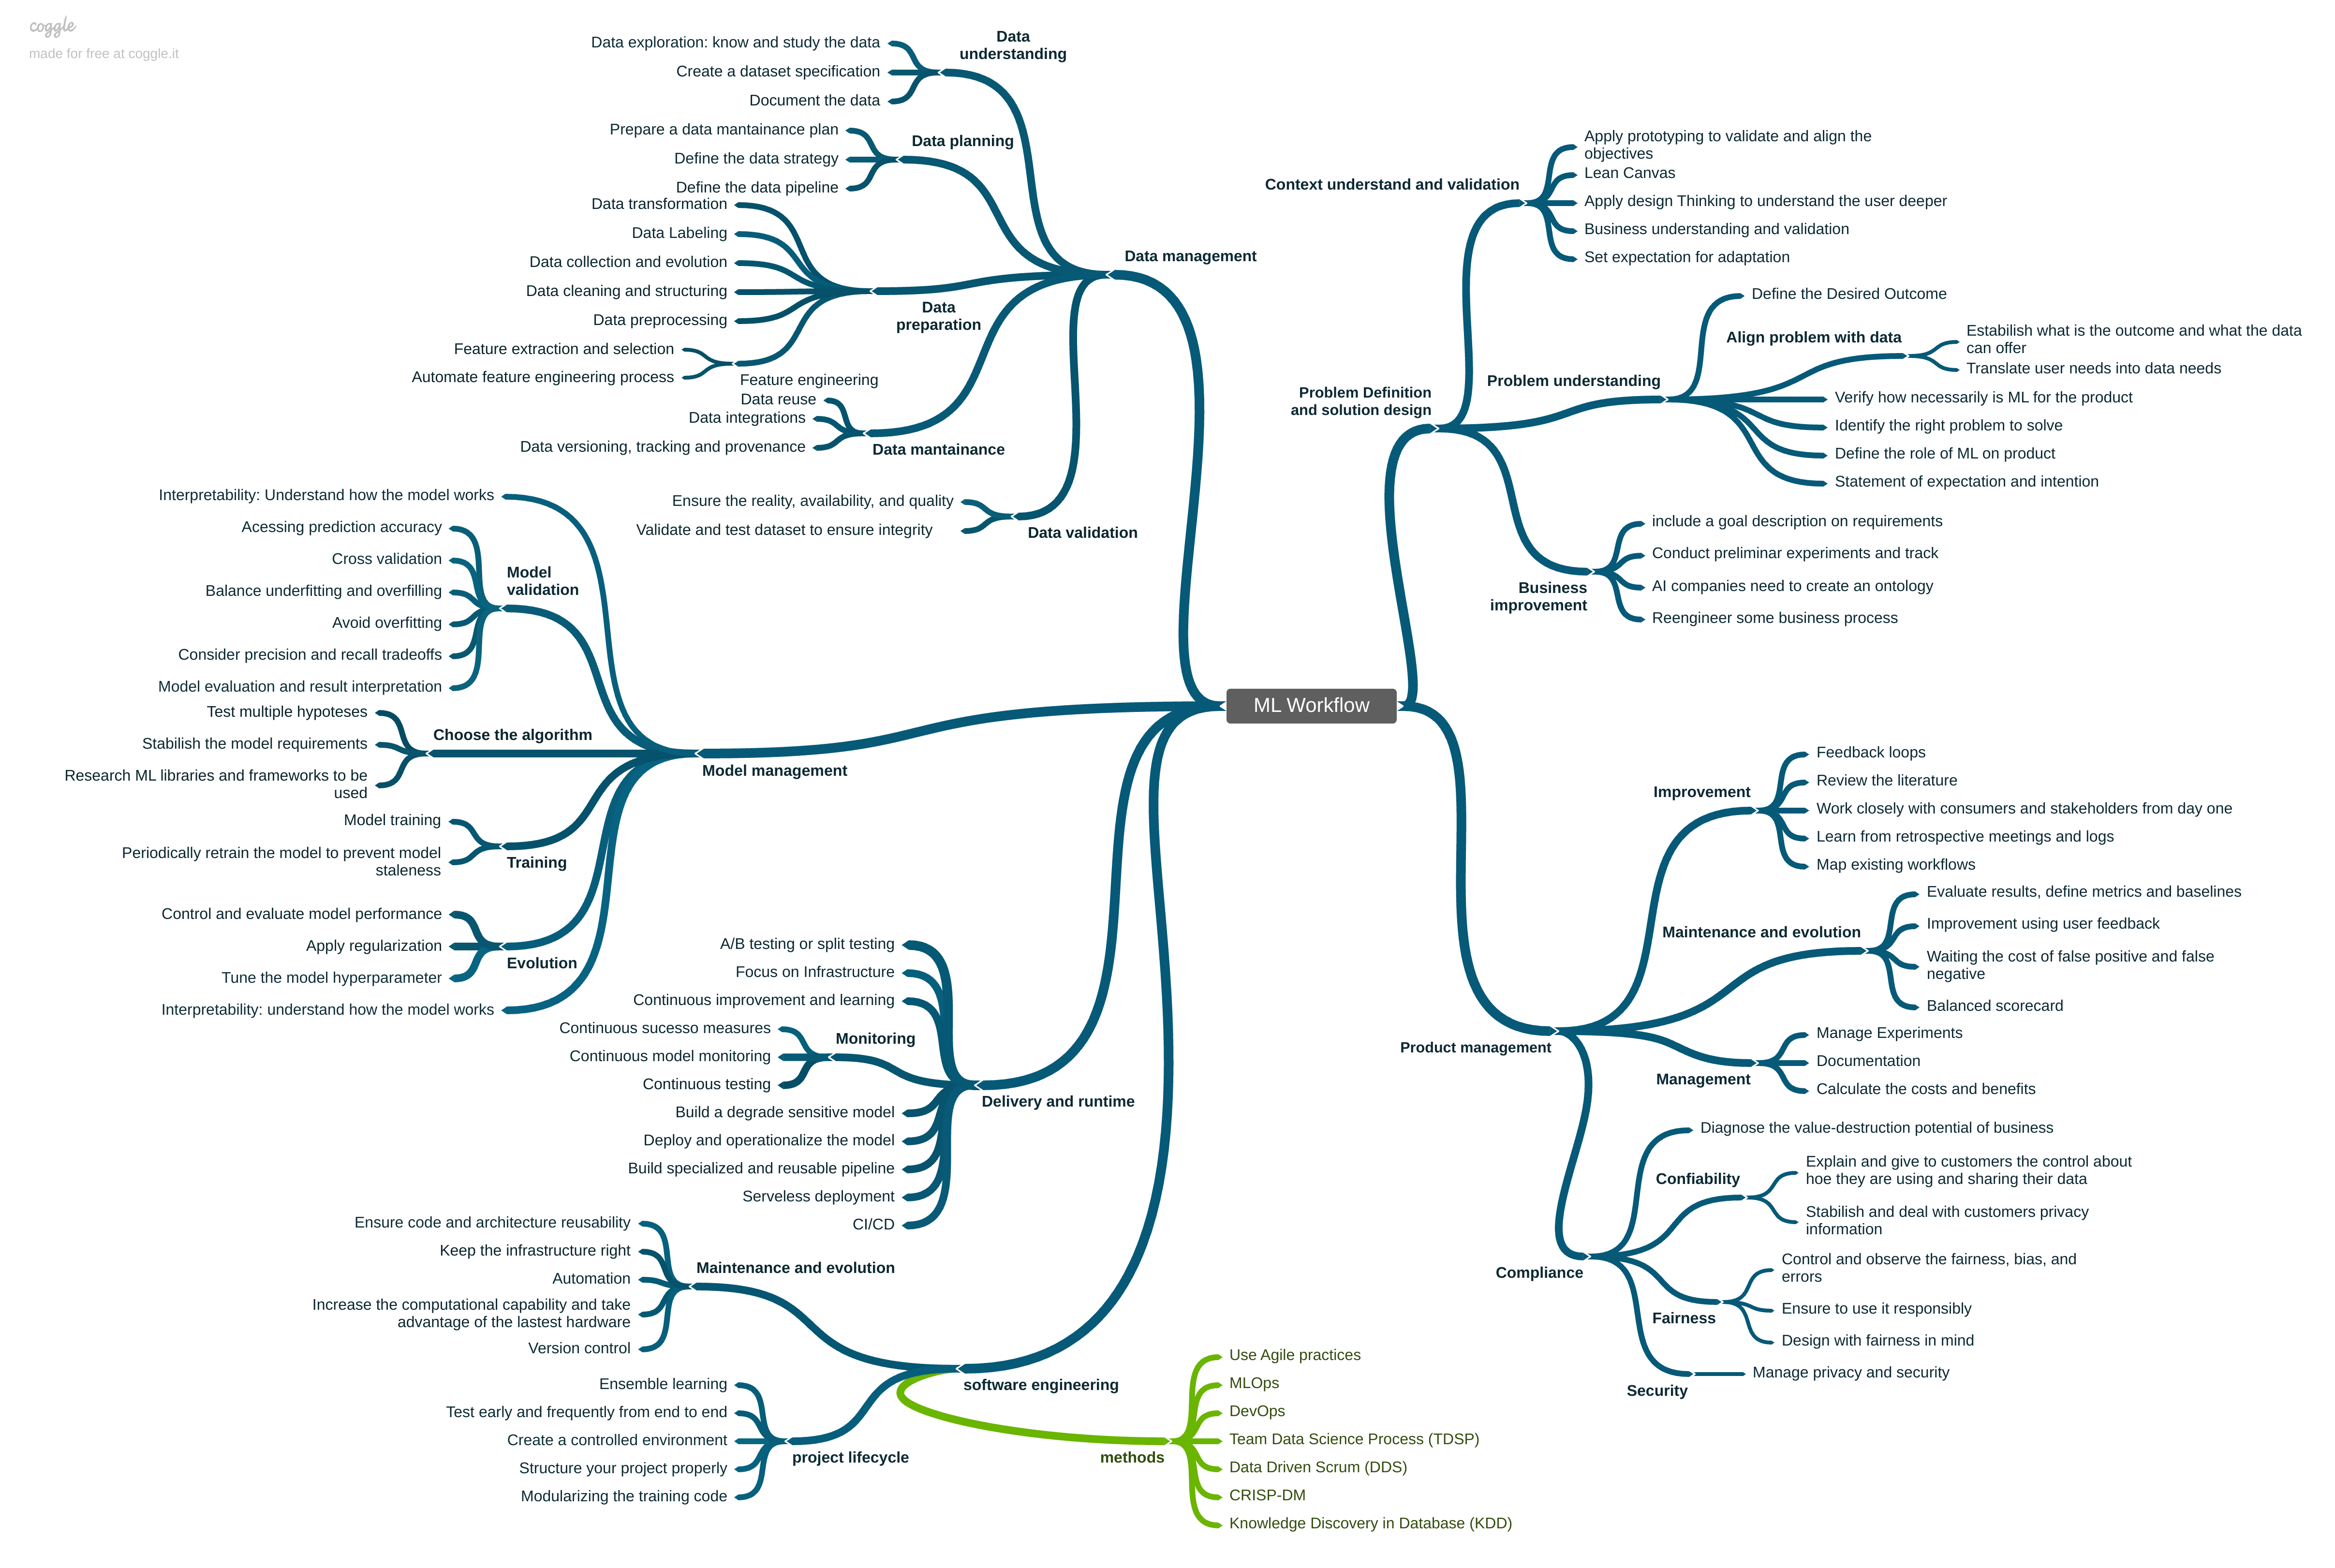 coggle
made for free at coggle.it
ML Workflow
Data management
Data
understanding
Data exploration: know and study the data
Create a dataset specification
Document the data
Data planning
Prepare a data mantainance plan
Define the data strategy
Define the data pipeline
Data
preparation
Data transformation
Data Labeling
Data collection and evolution
Data cleaning and structuring
Data preprocessing
Feature engineering
Feature extraction and selection
Automate feature engineering process
Data mantainance
Data reuse
Data integrations
Data versioning, tracking and provenance
Data validation
Ensure the reality, availability, and quality
Validate and test dataset to ensure integrity
Model management
Interpretability: Understand how the model works
Model
validation
Acessing prediction accuracy
Cross validation
Balance underfitting and overfilling
Avoid overfitting
Consider precision and recall tradeoffs
Model evaluation and result interpretation
Choose the algorithm
Test multiple hypoteses
Stabilish the model requirements
Research ML libraries and frameworks to be
used
Training
Model training
Periodically retrain the model to prevent model
staleness
Evolution
Control and evaluate model performance
Apply regularization
Tune the model hyperparameter
Interpretability: understand how the model works
Delivery and runtime
A/B testing or split testing
Focus on Infrastructure
Continuous improvement and learning
Monitoring
Continuous sucesso measures
Continuous model monitoring
Continuous testing
Build a degrade sensitive model
Deploy and operationalize the model
Build specialized and reusable pipeline
Serveless deployment
CI/CD
software engineering
Maintenance and evolution
Ensure code and architecture reusability
Keep the infrastructure right
Automation
Increase the computational capability and take
advantage of the lastest hardware
Version control
project lifecycle
Ensemble learning
Test early and frequently from end to end
Create a controlled environment
Structure your project properly
Modularizing the training code
methods
Use Agile practices
MLOps
DevOps
Team Data Science Process (TDSP)
Data Driven Scrum (DDS)
CRISP-DM
Knowledge Discovery in Database (KDD)
Problem Definition
and solution design
Context understand and validation
Apply prototyping to validate and align the
objectives
Lean Canvas
Apply design Thinking to understand the user deeper
Business understanding and validation
Set expectation for adaptation
Problem understanding
Define the Desired Outcome
Align problem with data
Estabilish what is the outcome and what the data
can offer
Translate user needs into data needs
Verify how necessarily is ML for the product
Identify the right problem to solve
Define the role of ML on product
Statement of expectation and intention
Business
improvement
include a goal description on requirements
Conduct preliminar experiments and track
AI companies need to create an ontology
Reengineer some business process
Product management
Improvement
Feedback loops
Review the literature
Work closely with consumers and stakeholders from day one
Learn from retrospective meetings and logs
Map existing workflows
Maintenance and evolution
Evaluate results, define metrics and baselines
Improvement using user feedback
Waiting the cost of false positive and false
negative
Balanced scorecard
Management
Manage Experiments
Documentation
Calculate the costs and benefits
Compliance
Diagnose the value-destruction potential of business
Confiability
Explain and give to customers the control about
hoe they are using and sharing their data
Stabilish and deal with customers privacy
information
Fairness
Control and observe the fairness, bias, and
errors
Ensure to use it responsibly
Design with fairness in mind
Security
Manage privacy and security